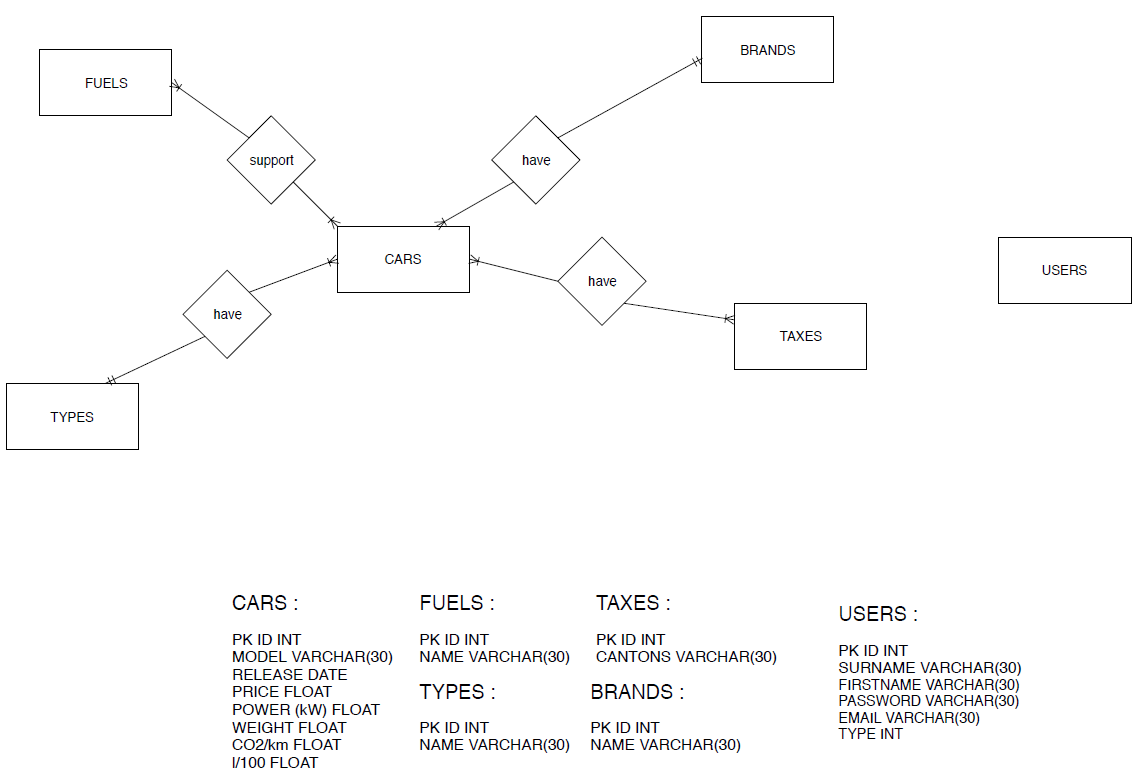 BRANDS
FUELS
support
have
CARS
USERS
have
have
TAXES
TYPES
CARS :
PK ID INT
MODEL VARCHAR(30)
RELEASE DATE
PRICE FLOAT
POWER (kW) FLOAT
WEIGHT FLOAT
CO2/km FLOAT
l/100 FLOAT
FUELS :
PK ID INT
NAME VARCHAR(30)
TYPES :
PK ID INT
NAME VARCHAR(30)
TAXES :
PK ID INT
CANTONS VARCHAR(30)
BRANDS :
PK ID INT
NAME VARCHAR(30)
USERS :
PK ID INT
SURNAME VARCHAR(30)
FIRSTNAME VARCHAR(30)
PASSWORD VARCHAR(30)
EMAIL VARCHAR(30)
TYPE INT